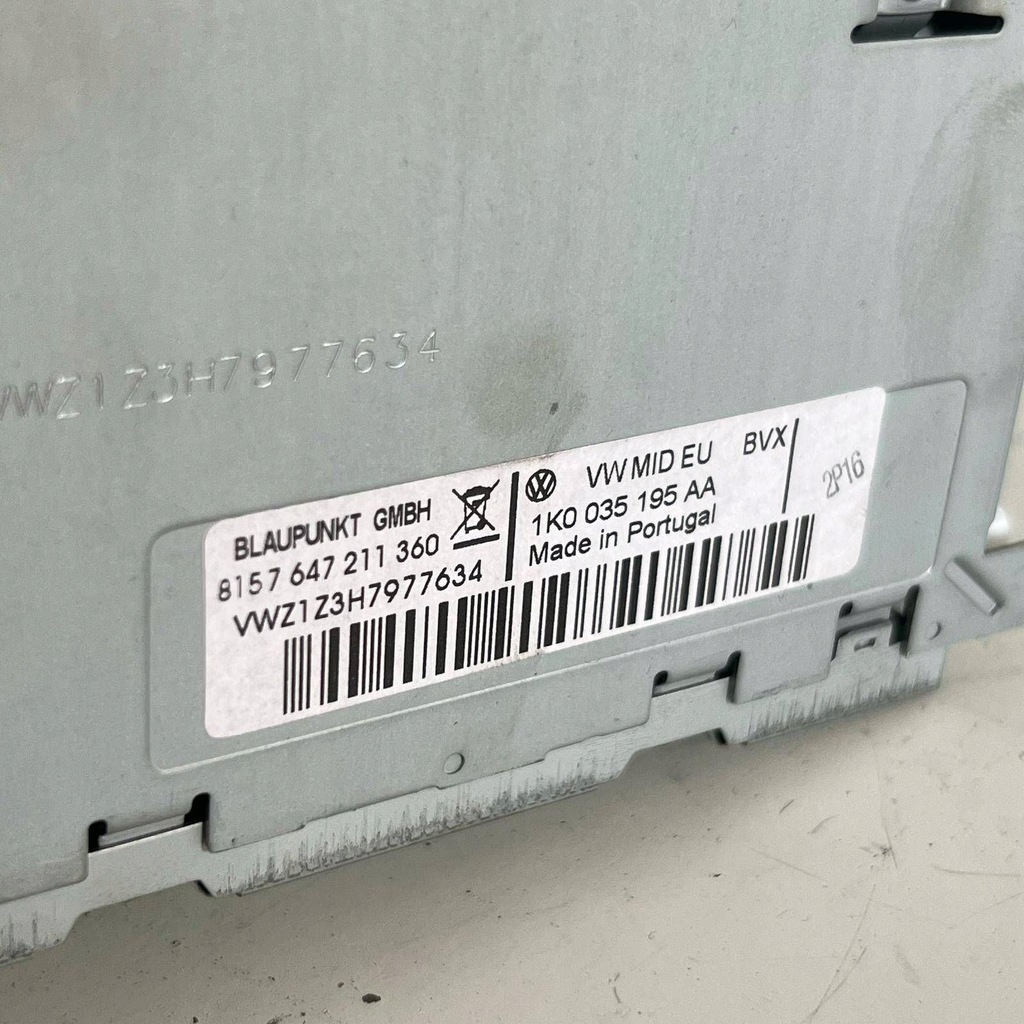 VWZ1Z3H7977634
BLAUPUNKT GMBH
8157 647 211 360
VWZ1Z3H7977634
VW MID EU BVX
1K0 035 195 AA
Made in Portugal
2P16